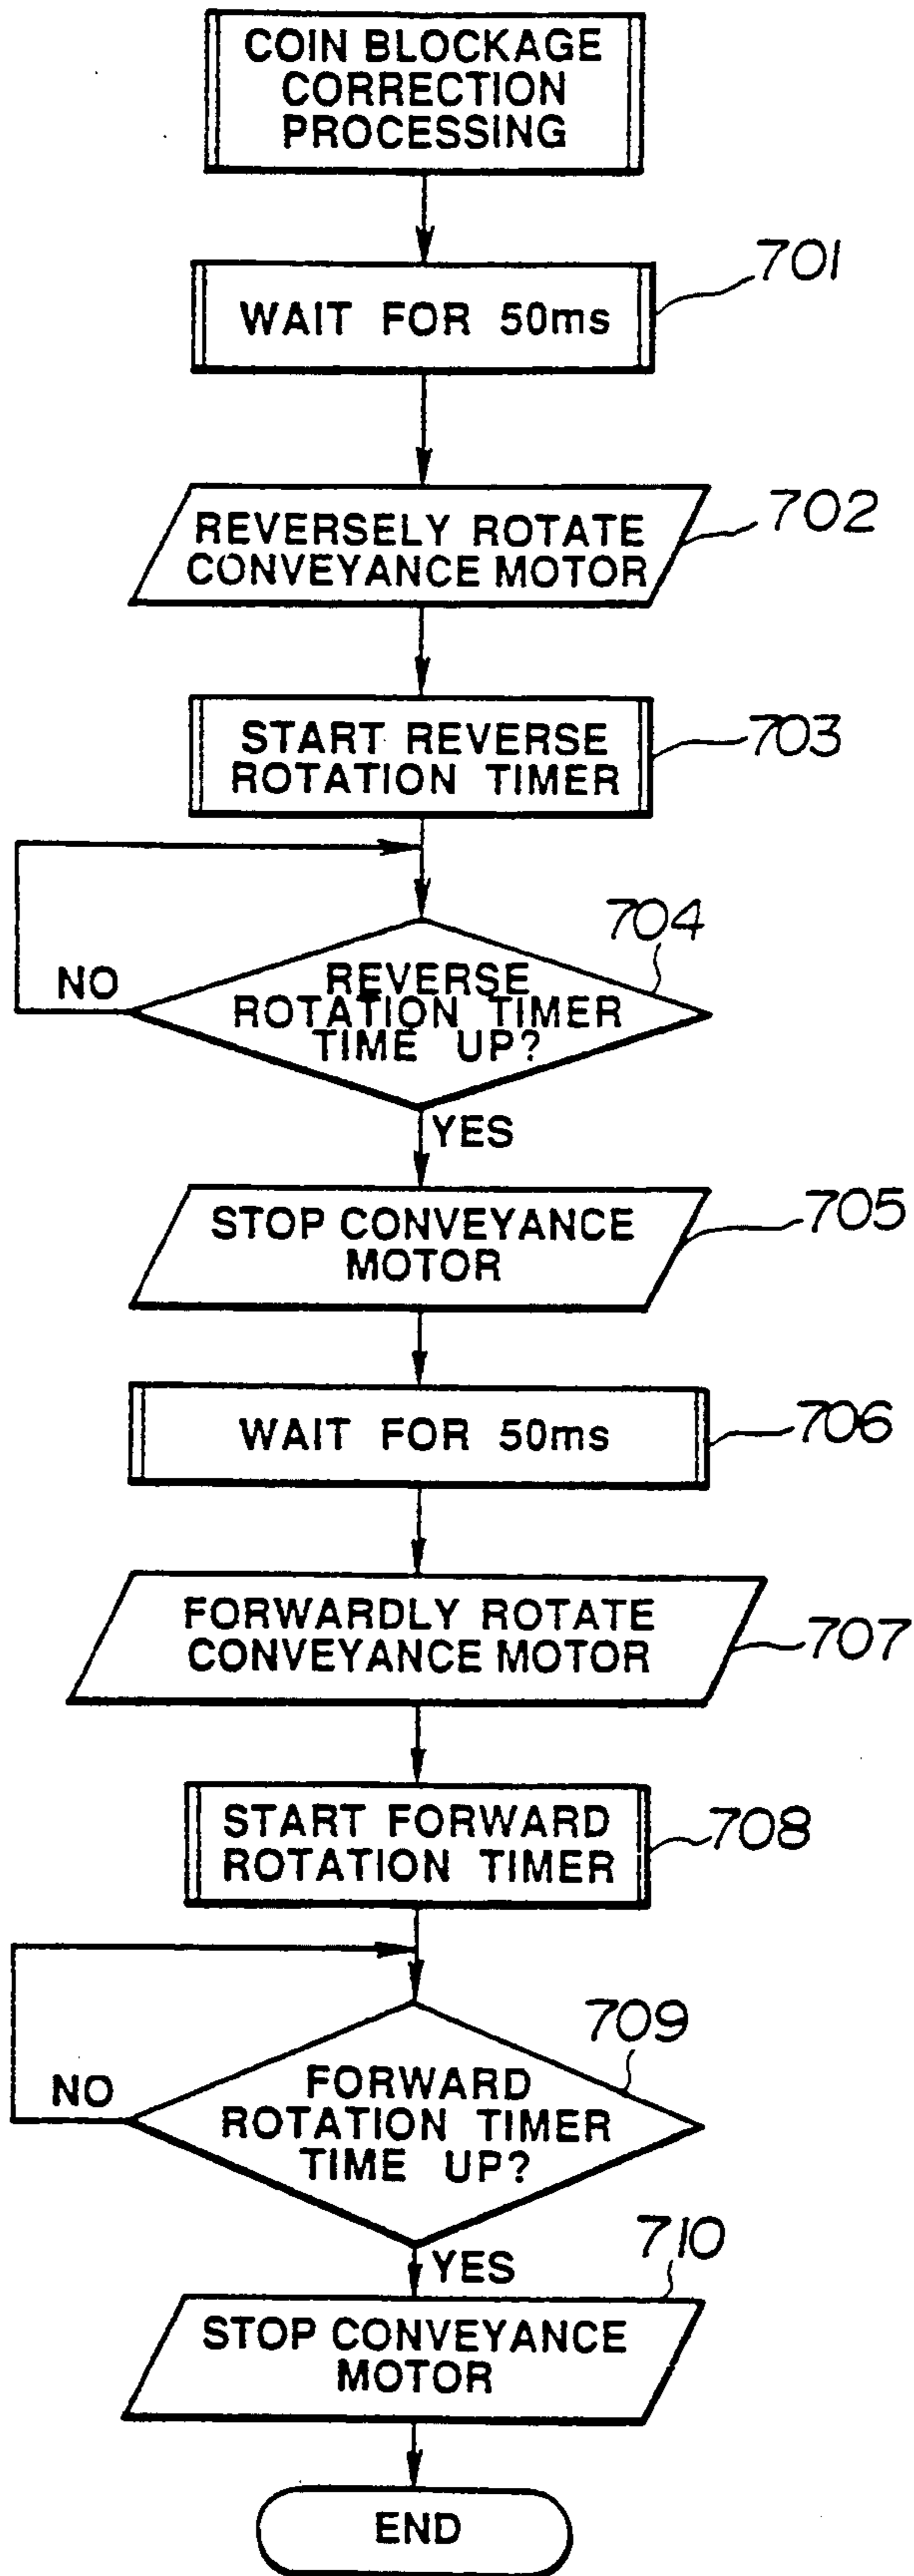 COIN BLOCKAGE
CORRECTION
PROCESSING
701
WAIT FOR 50ms
702
REVERSELY ROTATE
CONVEYANCE MOTOR
703
START REVERSE
ROTATION TIMER
704
NO
REVERSE
ROTATION TIMER
TIME UP?
YES
705
STOP CONVEYANCE
MOTOR
706
WAIT FOR 50ms
707
FORWARDLY ROTATE
CONVEYANCE MOTOR
708
START FORWARD
ROTATION TIMER
709
NO
FORWARD
ROTATION TIMER
TIME UP?
YES
710
STOP CONVEYANCE
MOTOR
END